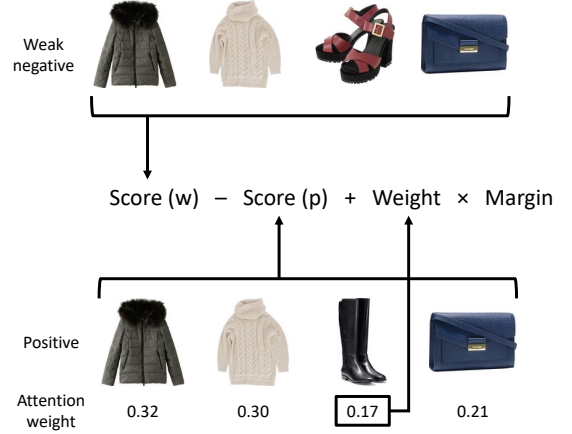 Weak
negative
Score (w) – Score (p) + Weight × Margin
Positive
Attention
weight
0.32 0.30 0.17 0.21